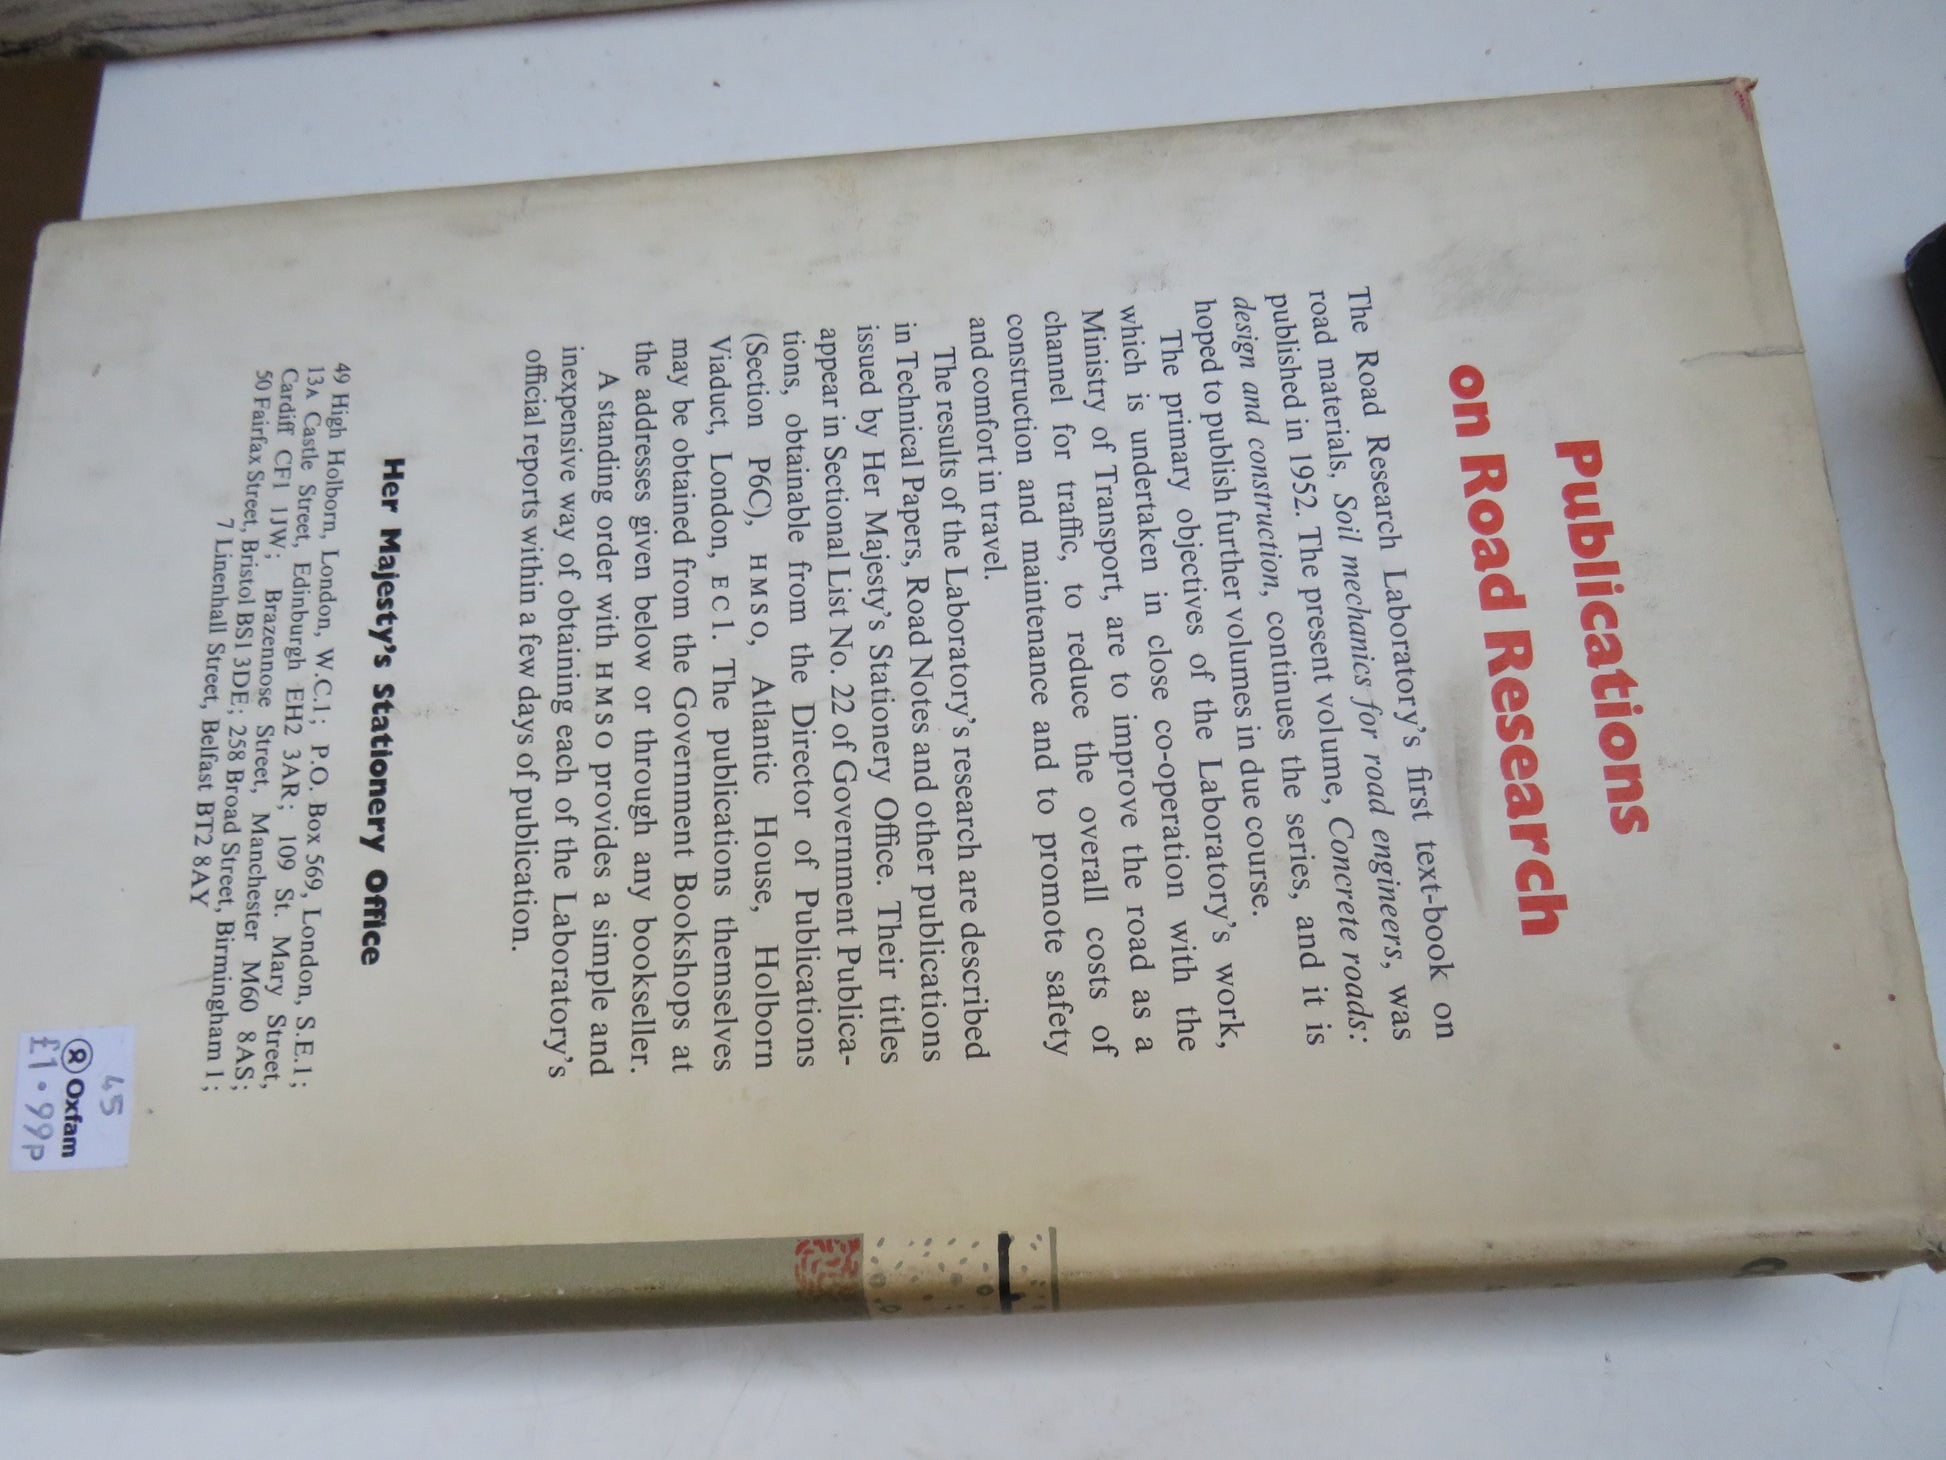 Publications
on Road Research
The Road Research Laboratory's first text-book on
road materials, Soil mechanics for road engineers, was
published in 1952. The present volume, Concrete roads:
design and construction, continues the series, and it is
hoped to publish further volumes in due course.
The primary objectives of the Laboratory's work,
which is undertaken in close co-operation with the
Ministry of Transport, are to improve the road as a
channel for traffic, to reduce the overall costs of
construction and maintenance and to promote safety
and comfort in travel.
The results of the Laboratory's research are described
in Technical Papers, Road Notes and other publications
issued by Her Majesty's Stationery Office. Their titles
appear in Sectional List No. 22 of Government Publica-
tions, obtainable from the Director of Publications
(Section P6C), HMSO, Atlantic House, Holborn
Viaduct, London, EC1. The publications themselves
may be obtained from the Government Bookshops at
the addresses given below or through any bookseller.
A standing order with HMSO provides a simple and
inexpensive way of obtaining each of the Laboratory's
official reports within a few days of publication.
Her Majesty's Stationery Office
49 High Holborn, London, W.C.1; P.O. Box 569, London, S.E.1;
13A Castle Street, Edinburgh EH2 3AR; 109 St. Mary Street,
Cardiff CF1 1JW; Brazennose Street, Manchester M60 8AS;
50 Fairfax Street, Bristol BS1 3DE; 258 Broad Street, Birmingham 1;
7 Linenhall Street, Belfast BT2 8AY
45
Oxfam
£1.99p